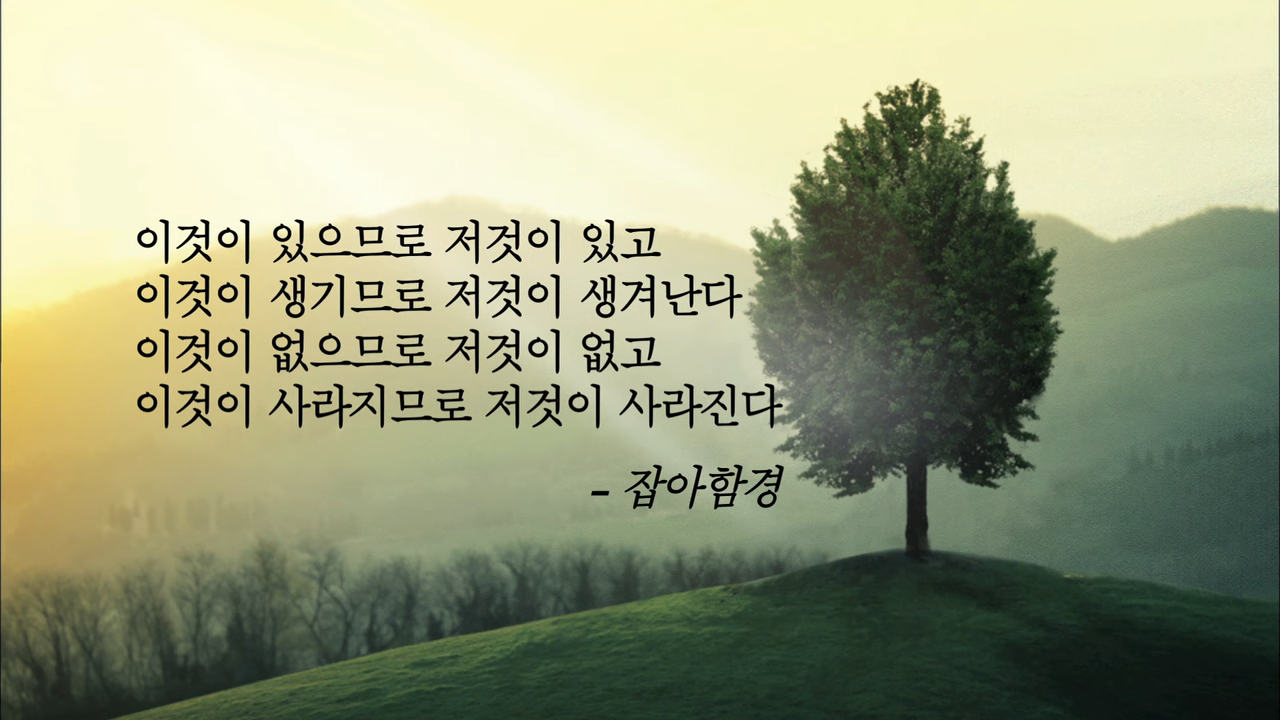 이것이 있으므로 저것이 있고
이것이 생기므로 저것이 생겨난다
이것이 없으므로 저것이 없고
이것이 사라지므로 저것이 사라진다
- 잡아함경